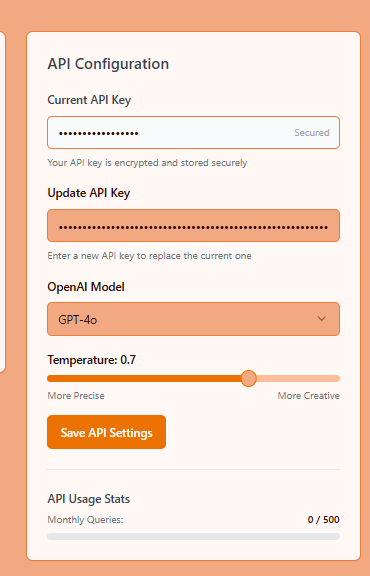 API Configuration
Current API Key
•••••••••••••••••
Secured
Your API key is encrypted and stored securely
Update API Key
Enter a new API key to replace the current one
OpenAI Model
GPT-4o
Temperature: 0.7
More Precise
More Creative
Save API Settings
API Usage Stats
Monthly Queries:
0 / 500